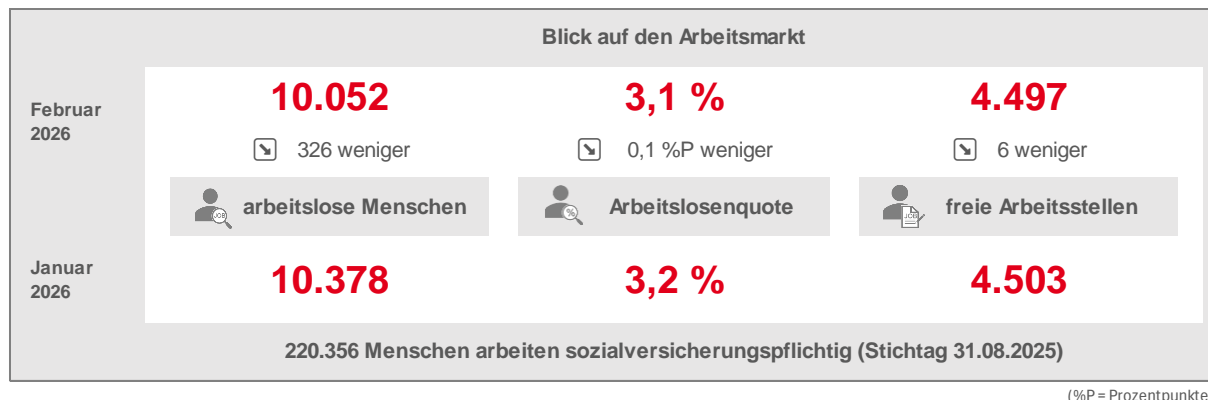 Blick auf den Arbeitsmarkt
Februar
2026
10.052
3,1 %
4.497
326 weniger
0,1 %P weniger
6 weniger
JOB
arbeitslose Menschen
%
Arbeitslosenquote
JOB
freie Arbeitsstellen
Januar
2026
10.378
3,2 %
4.503
220.356 Menschen arbeiten sozialversicherungspflichtig (Stichtag 31.08.2025)
(%P = Prozentpunkte